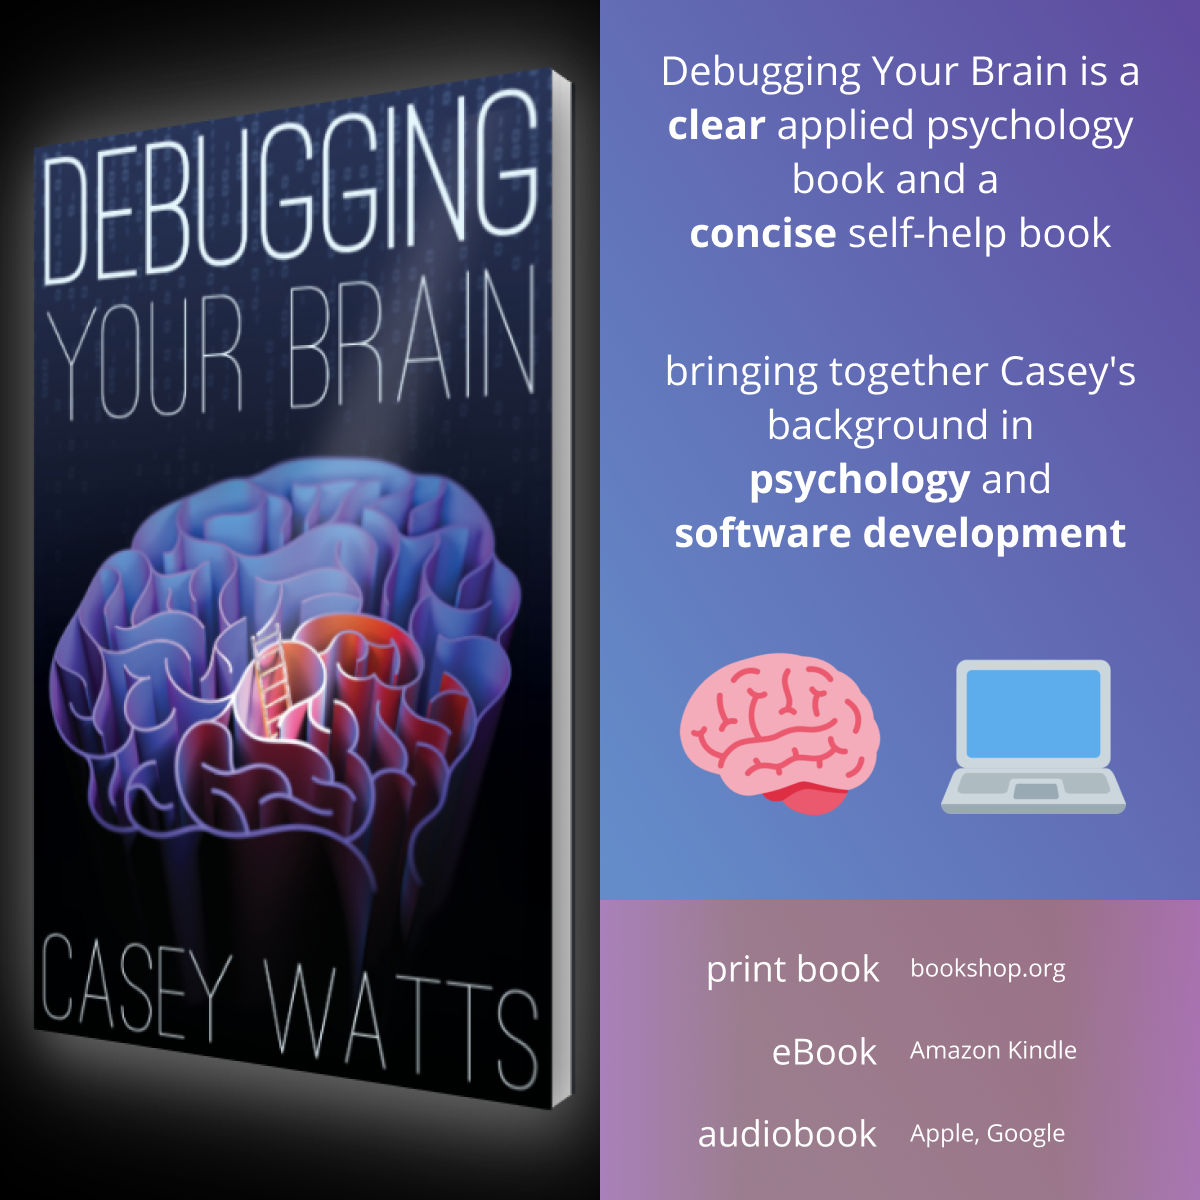 DEBUGGING
YOUR BRAIN
CASEY WATTS
Debugging Your Brain is a
clear applied psychology
book and a
concise self-help book
bringing together Casey's
background in
psychology and
software development
print book bookshop.org
eBook Amazon Kindle
audiobook Apple, Google